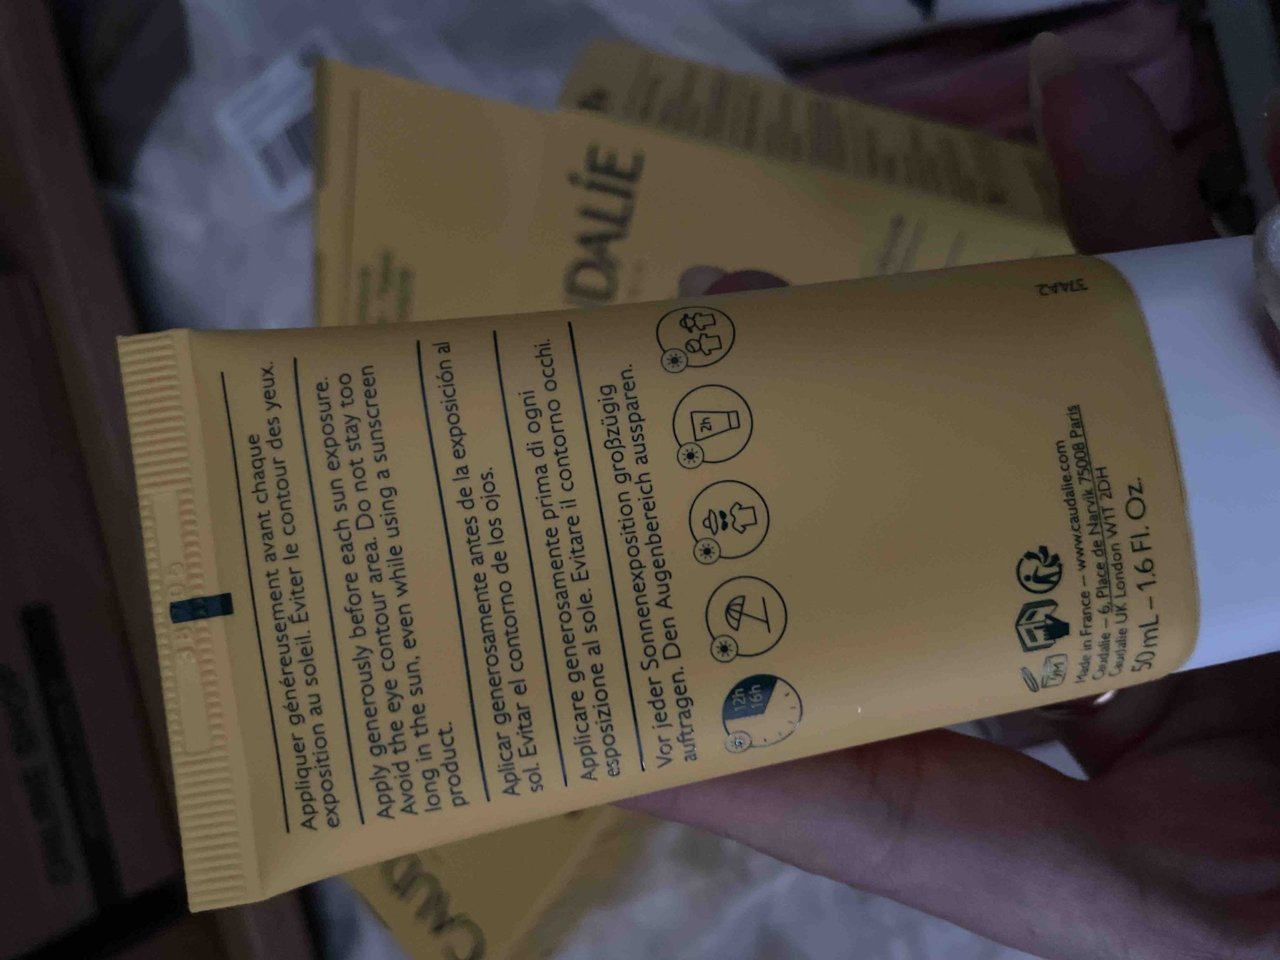 Appliquer généreusement avant chaque
exposition au soleil. Éviter le contour des yeux.
Apply generously before each sun exposure.
Avoid the eye contour area. Do not stay too
long in the sun, even while using a sunscreen
product.
Aplicar generosamente antes de la exposición al
sol. Evitar el contorno de los ojos.
Applicare generosamente prima di ogni
esposizione al sole. Evitare il contorno occhi.
Vor jeder Sonnenexposition großzügig
auftragen. Den Augenbereich aussparen.
12h
16h
2h
Made in France – www.caudalie.com
Caudalie – 6, Place de Narvik 75008 Paris
Caudalie UK London W1T 2DH
50 mL – 1.6 Fl. Oz.
DALÍE
CAUD